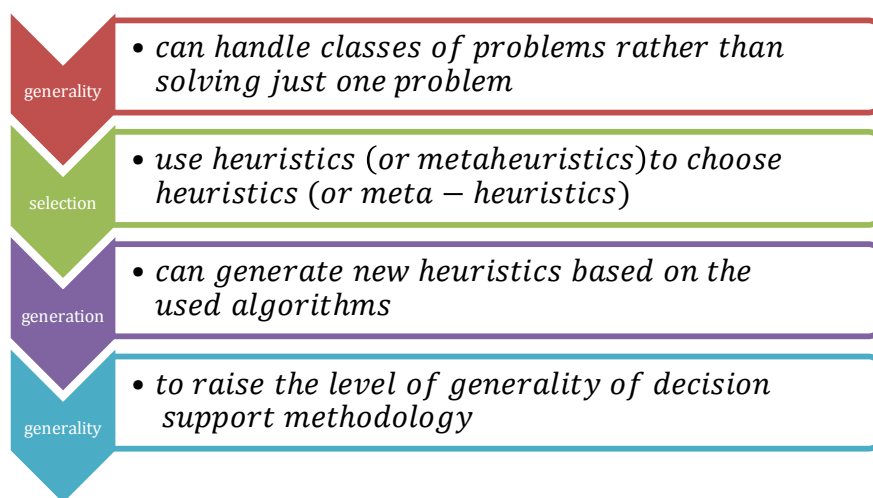 generality
• can handle classes of problems rather than
solving just one problem
selection
• use heuristics (or metaheuristics)to choose
heuristics (or meta − heuristics)
generation
• can generate new heuristics based on the
used algorithms
generality
• to raise the level of generality of decision
support methodology